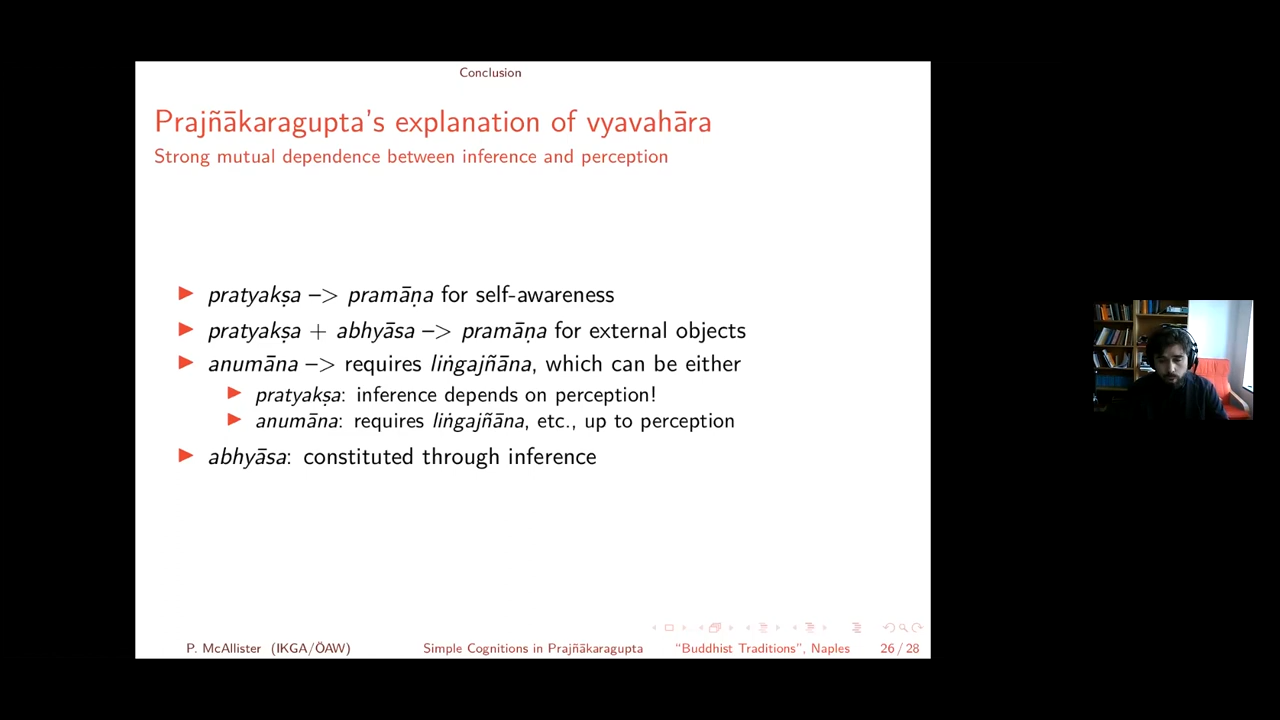 Conclusion
Prajñākaragupta’s explanation of vyavahāra
Strong mutual dependence between inference and perception
▶ pratyakṣa –> pramāṇa for self-awareness
▶ pratyakṣa + abhyāsa –> pramāṇa for external objects
▶ anumāna –> requires liṅgajñāna, which can be either
▶ pratyakṣa: inference depends on perception!
▶ anumāna: requires liṅgajñāna, etc., up to perception
▶ abhyāsa: constituted through inference
P. McAllister (IKGA/ÖAW) Simple Cognitions in Prajñākaragupta “Buddhist Traditions”, Naples 26 / 28